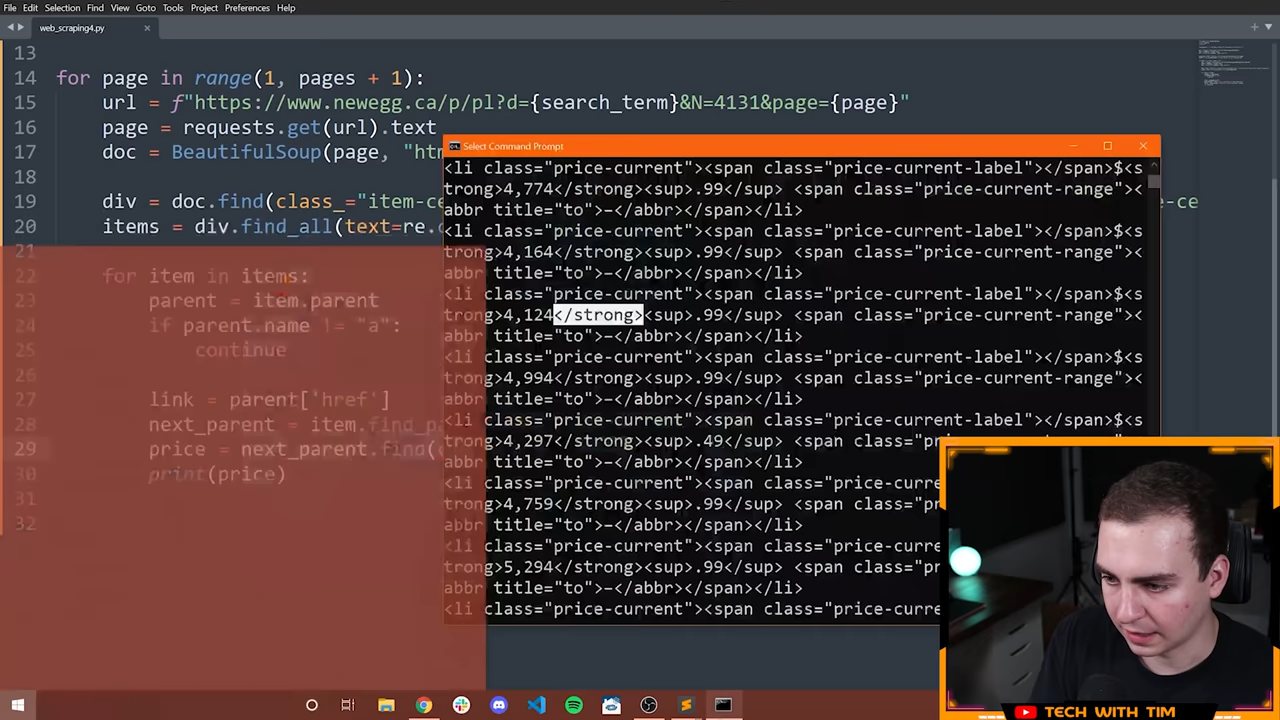 File Edit Selection Find View Goto Tools Project Preferences Help
web_scraping4.py
13
14 for page in range(1, pages + 1):
15 url = f"https://www.newegg.ca/p/pl?d={search_term}&N=4131&page={page}"
16 page = requests.get(url).text
17 doc = BeautifulSoup(page, "htm
18
19 div = doc.find(class_="item-ce
e-ce
20 items = div.find_all(text=re.c
21
22 for item in items:
23 parent = item.parent
24 if parent.name != "a":
25 continue
26
27 link = parent['href']
28 next_parent = item.find_pa
29 price = next_parent.find(c
30 print(price)
31
32
Select Command Prompt
<li class="price-current"><span class="price-current-label"></span>$<s
trong>4,774</strong><sup>.99</sup> <span class="price-current-range"><
abbr title="to">–</abbr></span></li>
<li class="price-current"><span class="price-current-label"></span>$<s
trong>4,164</strong><sup>.99</sup> <span class="price-current-range"><
abbr title="to">–</abbr></span></li>
<li class="price-current"><span class="price-current-label"></span>$<s
trong>4,124</strong><sup>.99</sup> <span class="price-current-range"><
abbr title="to">–</abbr></span></li>
<li class="price-current"><span class="price-current-label"></span>$<s
trong>4,994</strong><sup>.99</sup> <span class="price-current-range"><
abbr title="to">–</abbr></span></li>
<li class="price-current"><span class="price-current-label"></span>$<s
trong>4,297</strong><sup>.49</sup> <span class="price-current-range"><
abbr title="to">–</abbr></span></li>
<li class="price-current"><span class="price-current-
trong>4,759</strong><sup>.99</sup> <span class="price
abbr title="to">–</abbr></span></li>
<li class="price-current"><span class="price-current-
trong>5,294</strong><sup>.99</sup> <span class="price
abbr title="to">–</abbr></span></li>
<li class="price-current"><span class="price-current-
TECH WITH TIM